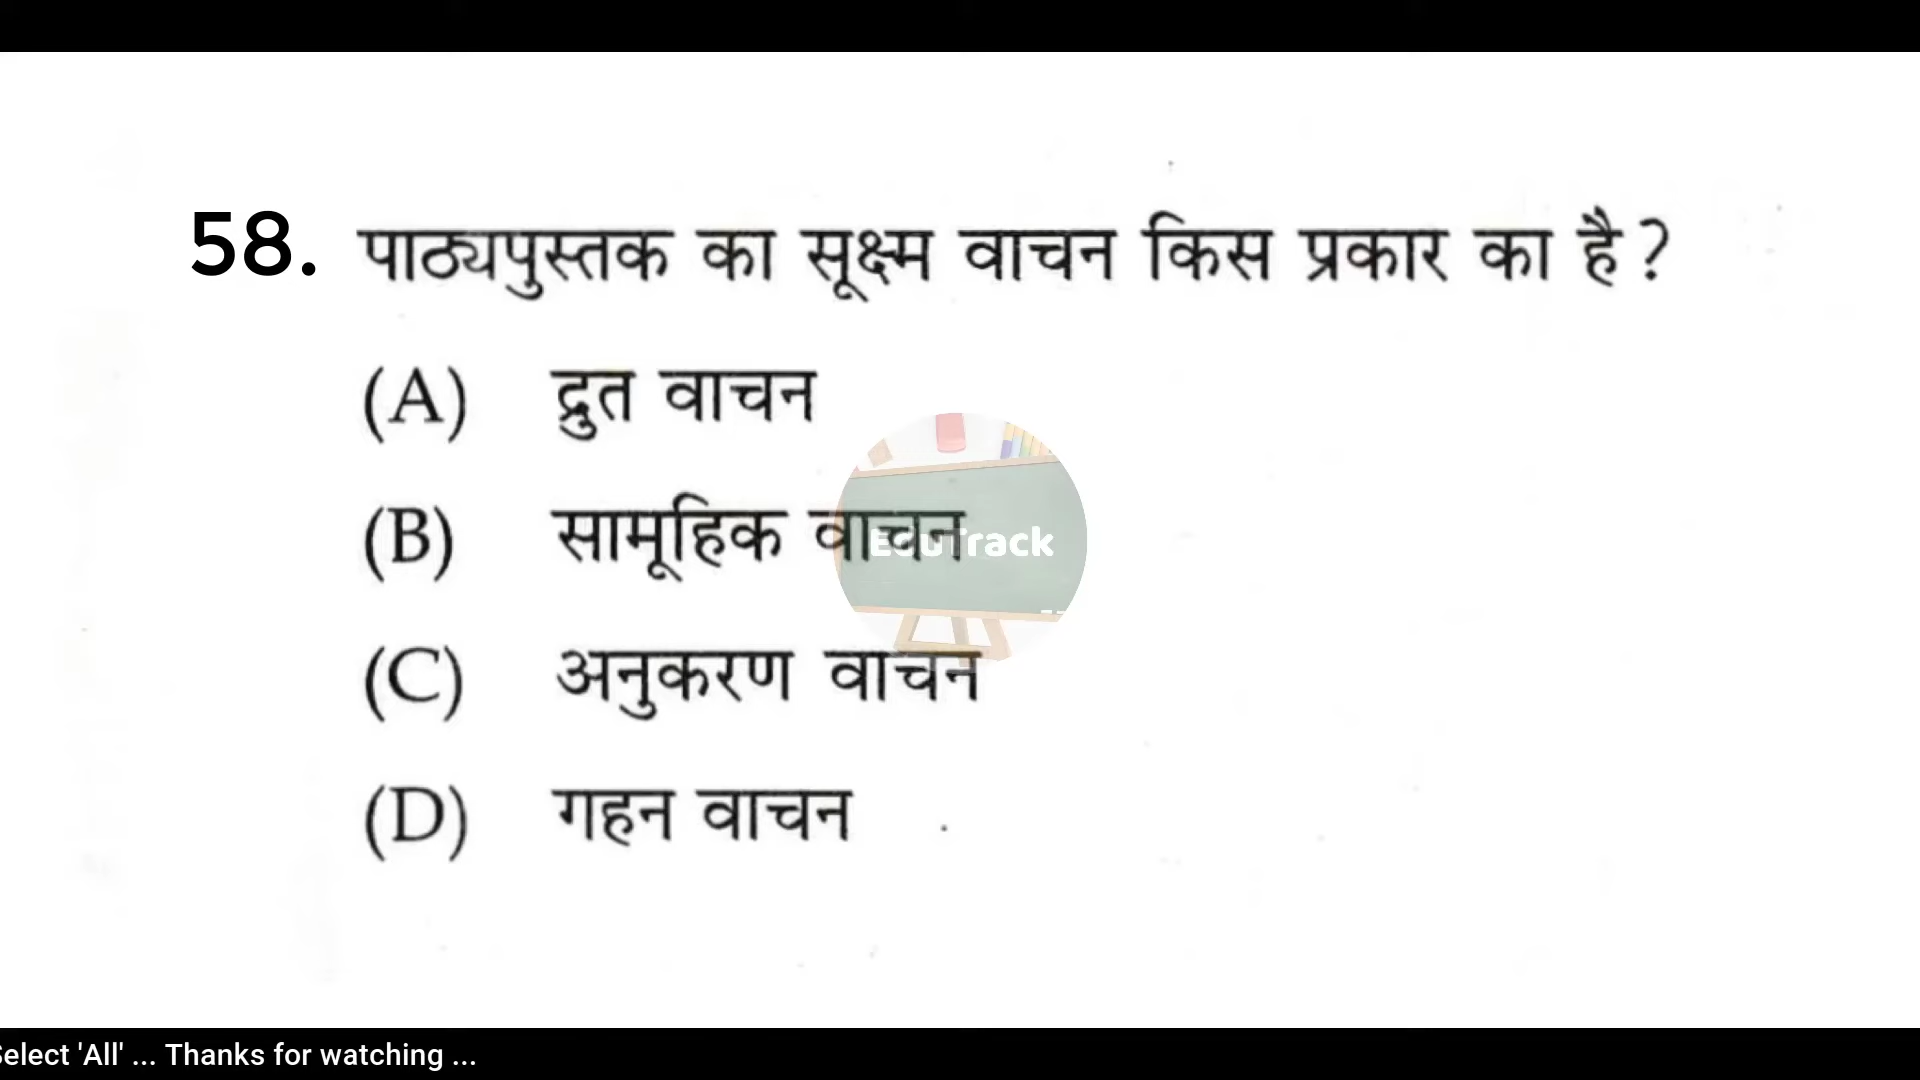 58. पाठ्यपुस्तक का सूक्ष्म वाचन किस प्रकार का है?
(A) द्रुत वाचन
(B) सामूहिक वाचन
EduTrack
(C) अनुकरण वाचन
(D) गहन वाचन
Select 'All' ... Thanks for watching ...